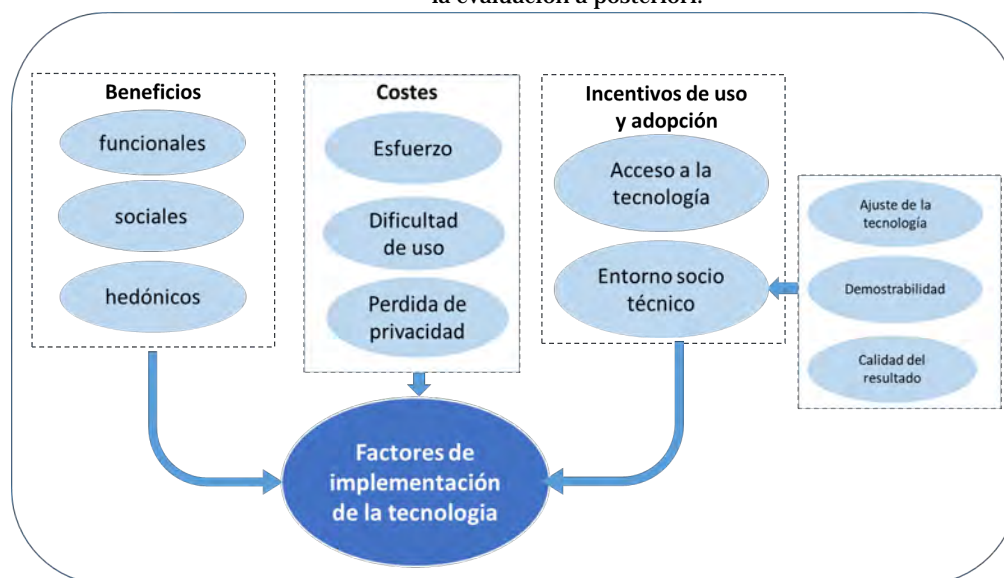 la evaluación a posteriori.
Beneficios
funcionales
sociales
hedónicos
Costes
Esfuerzo
Dificultad
de uso
Perdida de
privacidad
Incentivos de uso
y adopción
Acceso a la
tecnología
Entorno socio
técnico
Ajuste de la
tecnología
Demostrabilidad
Calidad del
resultado
Factores de
implementación
de la tecnologia